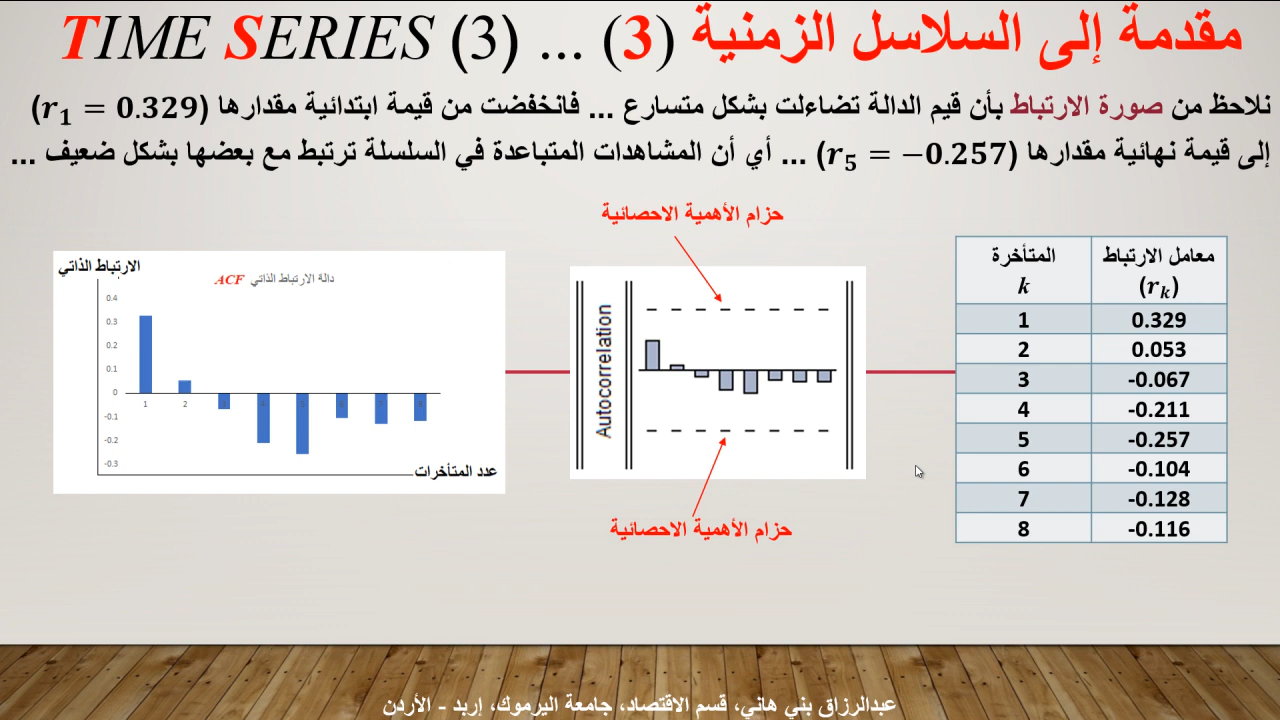 مقدمة إلى السلاسل الزمنية (3) ... TIME SERIES (3)
نلاحظ من صورة الارتباط بأن قيم الدالة تضاءلت بشكل متسارع ... فانخفضت من قيمة ابتدائية مقدارها (r₁ = 0.329)
إلى قيمة نهائية مقدارها (r₅ = −0.257) ... أي أن المشاهدات المتباعدة في السلسلة ترتبط مع بعضها بشكل ضعيف ...
حزام الأهمية الاحصائية
معامل الارتباط (rₖ) المتأخرة k
0.329 1
0.053 2
-0.067 3
-0.211 4
-0.257 5
-0.104 6
-0.128 7
-0.116 8
Autocorrelation
حزام الأهمية الاحصائية
الارتباط الذاتي
دالة الارتباط الذاتي ACF
0.4
0.3
0.2
0.1
0
-0.1
-0.2
-0.3
1 2
عدد المتأخرات
عبدالرزاق بني هاني، قسم الاقتصاد، جامعة اليرموك، إربد - الأردن